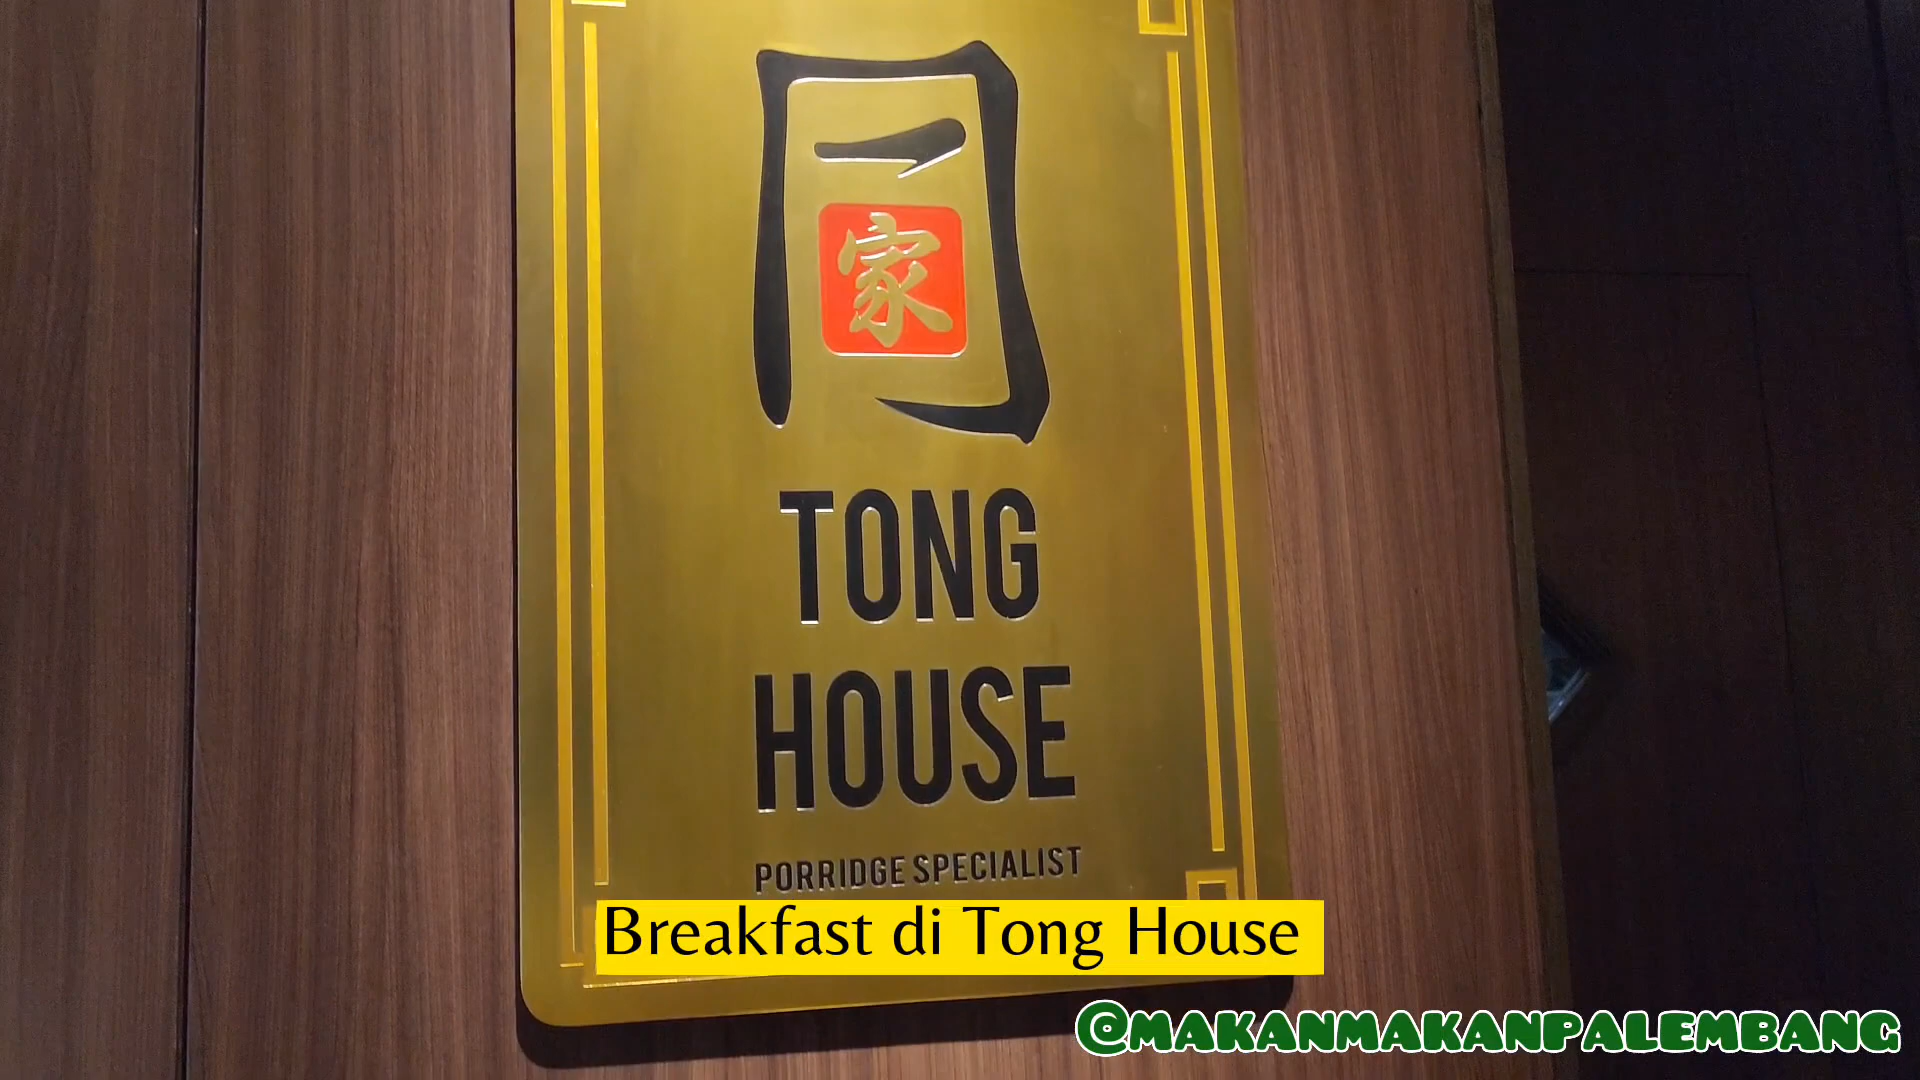 同
家
TONG
HOUSE
PORRIDGE SPECIALIST
Breakfast di Tong House
@MAKANMAKANPALEMBANG